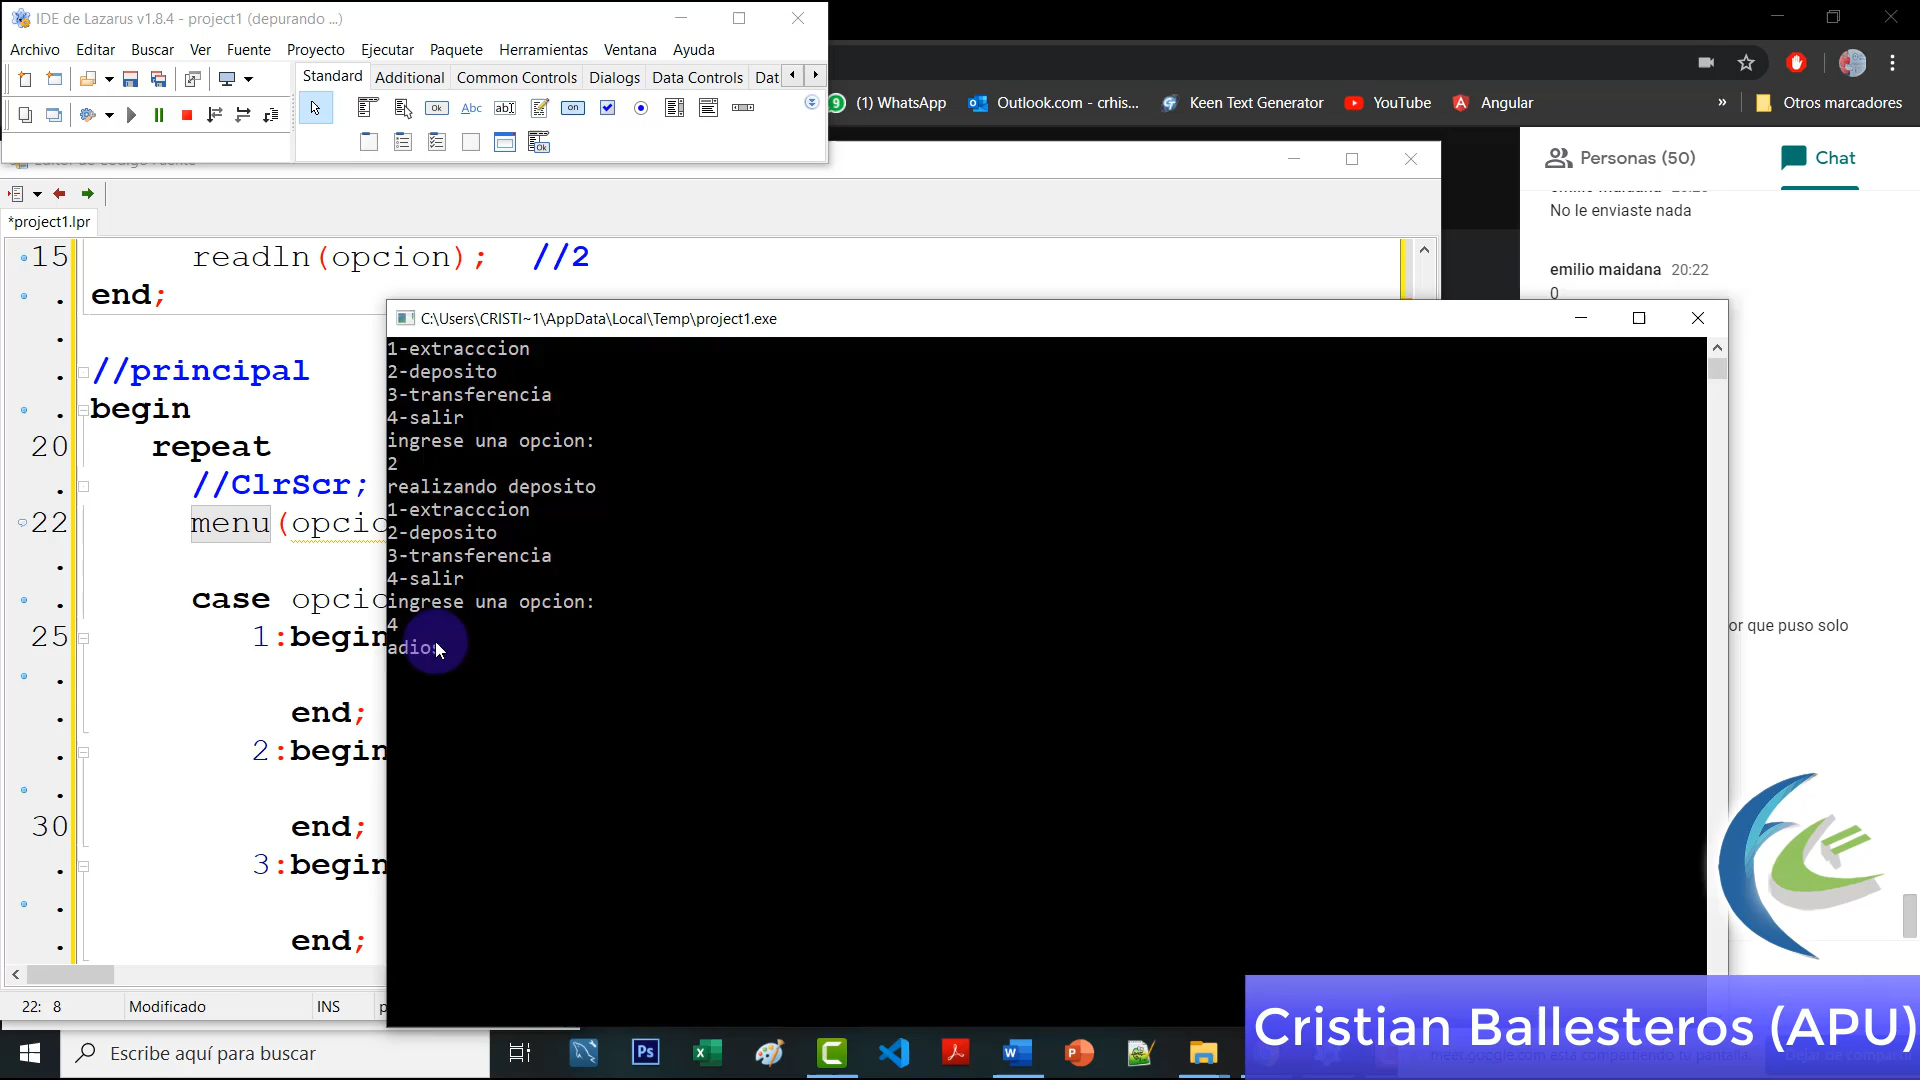 IDE de Lazarus v1.8.4 - project1 (depurando ...)
Archivo Editar Buscar Ver Fuente Proyecto Ejecutar Paquete Herramientas Ventana Ayuda
Standard Additional Common Controls Dialogs Data Controls Dat
Ok Abc ab on
Ok
(1) WhatsApp Outlook.com - crhis... Keen Text Generator YouTube Angular » Otros marcadores
*project1.lpr
15 readln(opcion); //2
end;
//principal
begin
20 repeat
//ClrScr;
22 menu(opcio
case opcio
25 1:begin
end;
2:begin
30 end;
3:begin
end;
22: 8 Modificado INS p
C:\Users\CRISTI~1\AppData\Local\Temp\project1.exe
1-extracccion
2-deposito
3-transferencia
4-salir
ingrese una opcion:
2
realizando deposito
1-extracccion
2-deposito
3-transferencia
4-salir
ingrese una opcion:
4
adios
Personas (50) Chat
No le enviaste nada
emilio maidana 20:22
0
or que puso solo
Cristian Ballesteros (APU)
Escribe aquí para buscar
Ps